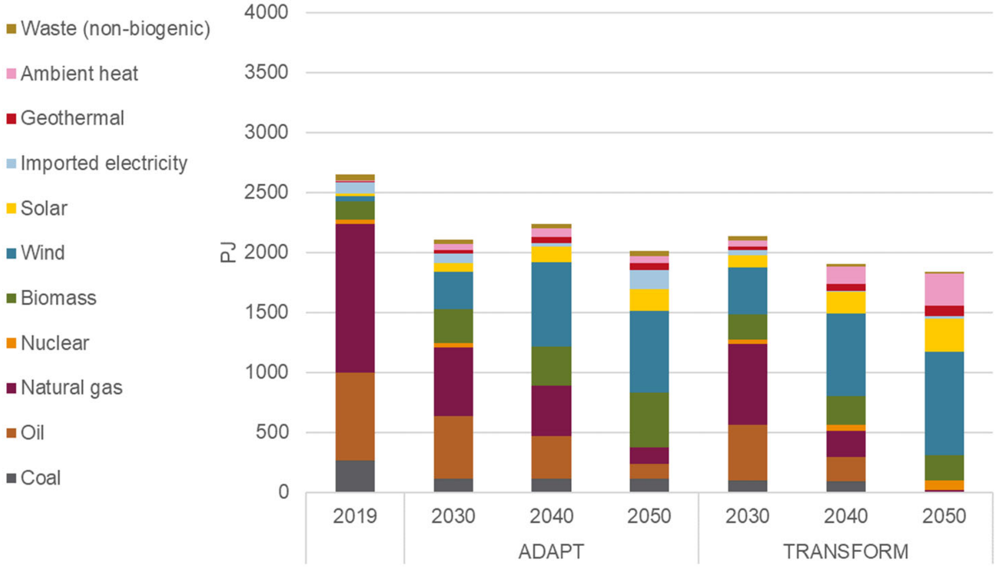 Waste (non-biogenic)
Ambient heat
Geothermal
Imported electricity
Solar
Wind
Biomass
Nuclear
Natural gas
Oil
Coal
PJ
4000
3500
3000
2500
2000
1500
1000
500
0
2019 2030 2040 2050 2030 2040 2050
ADAPT TRANSFORM